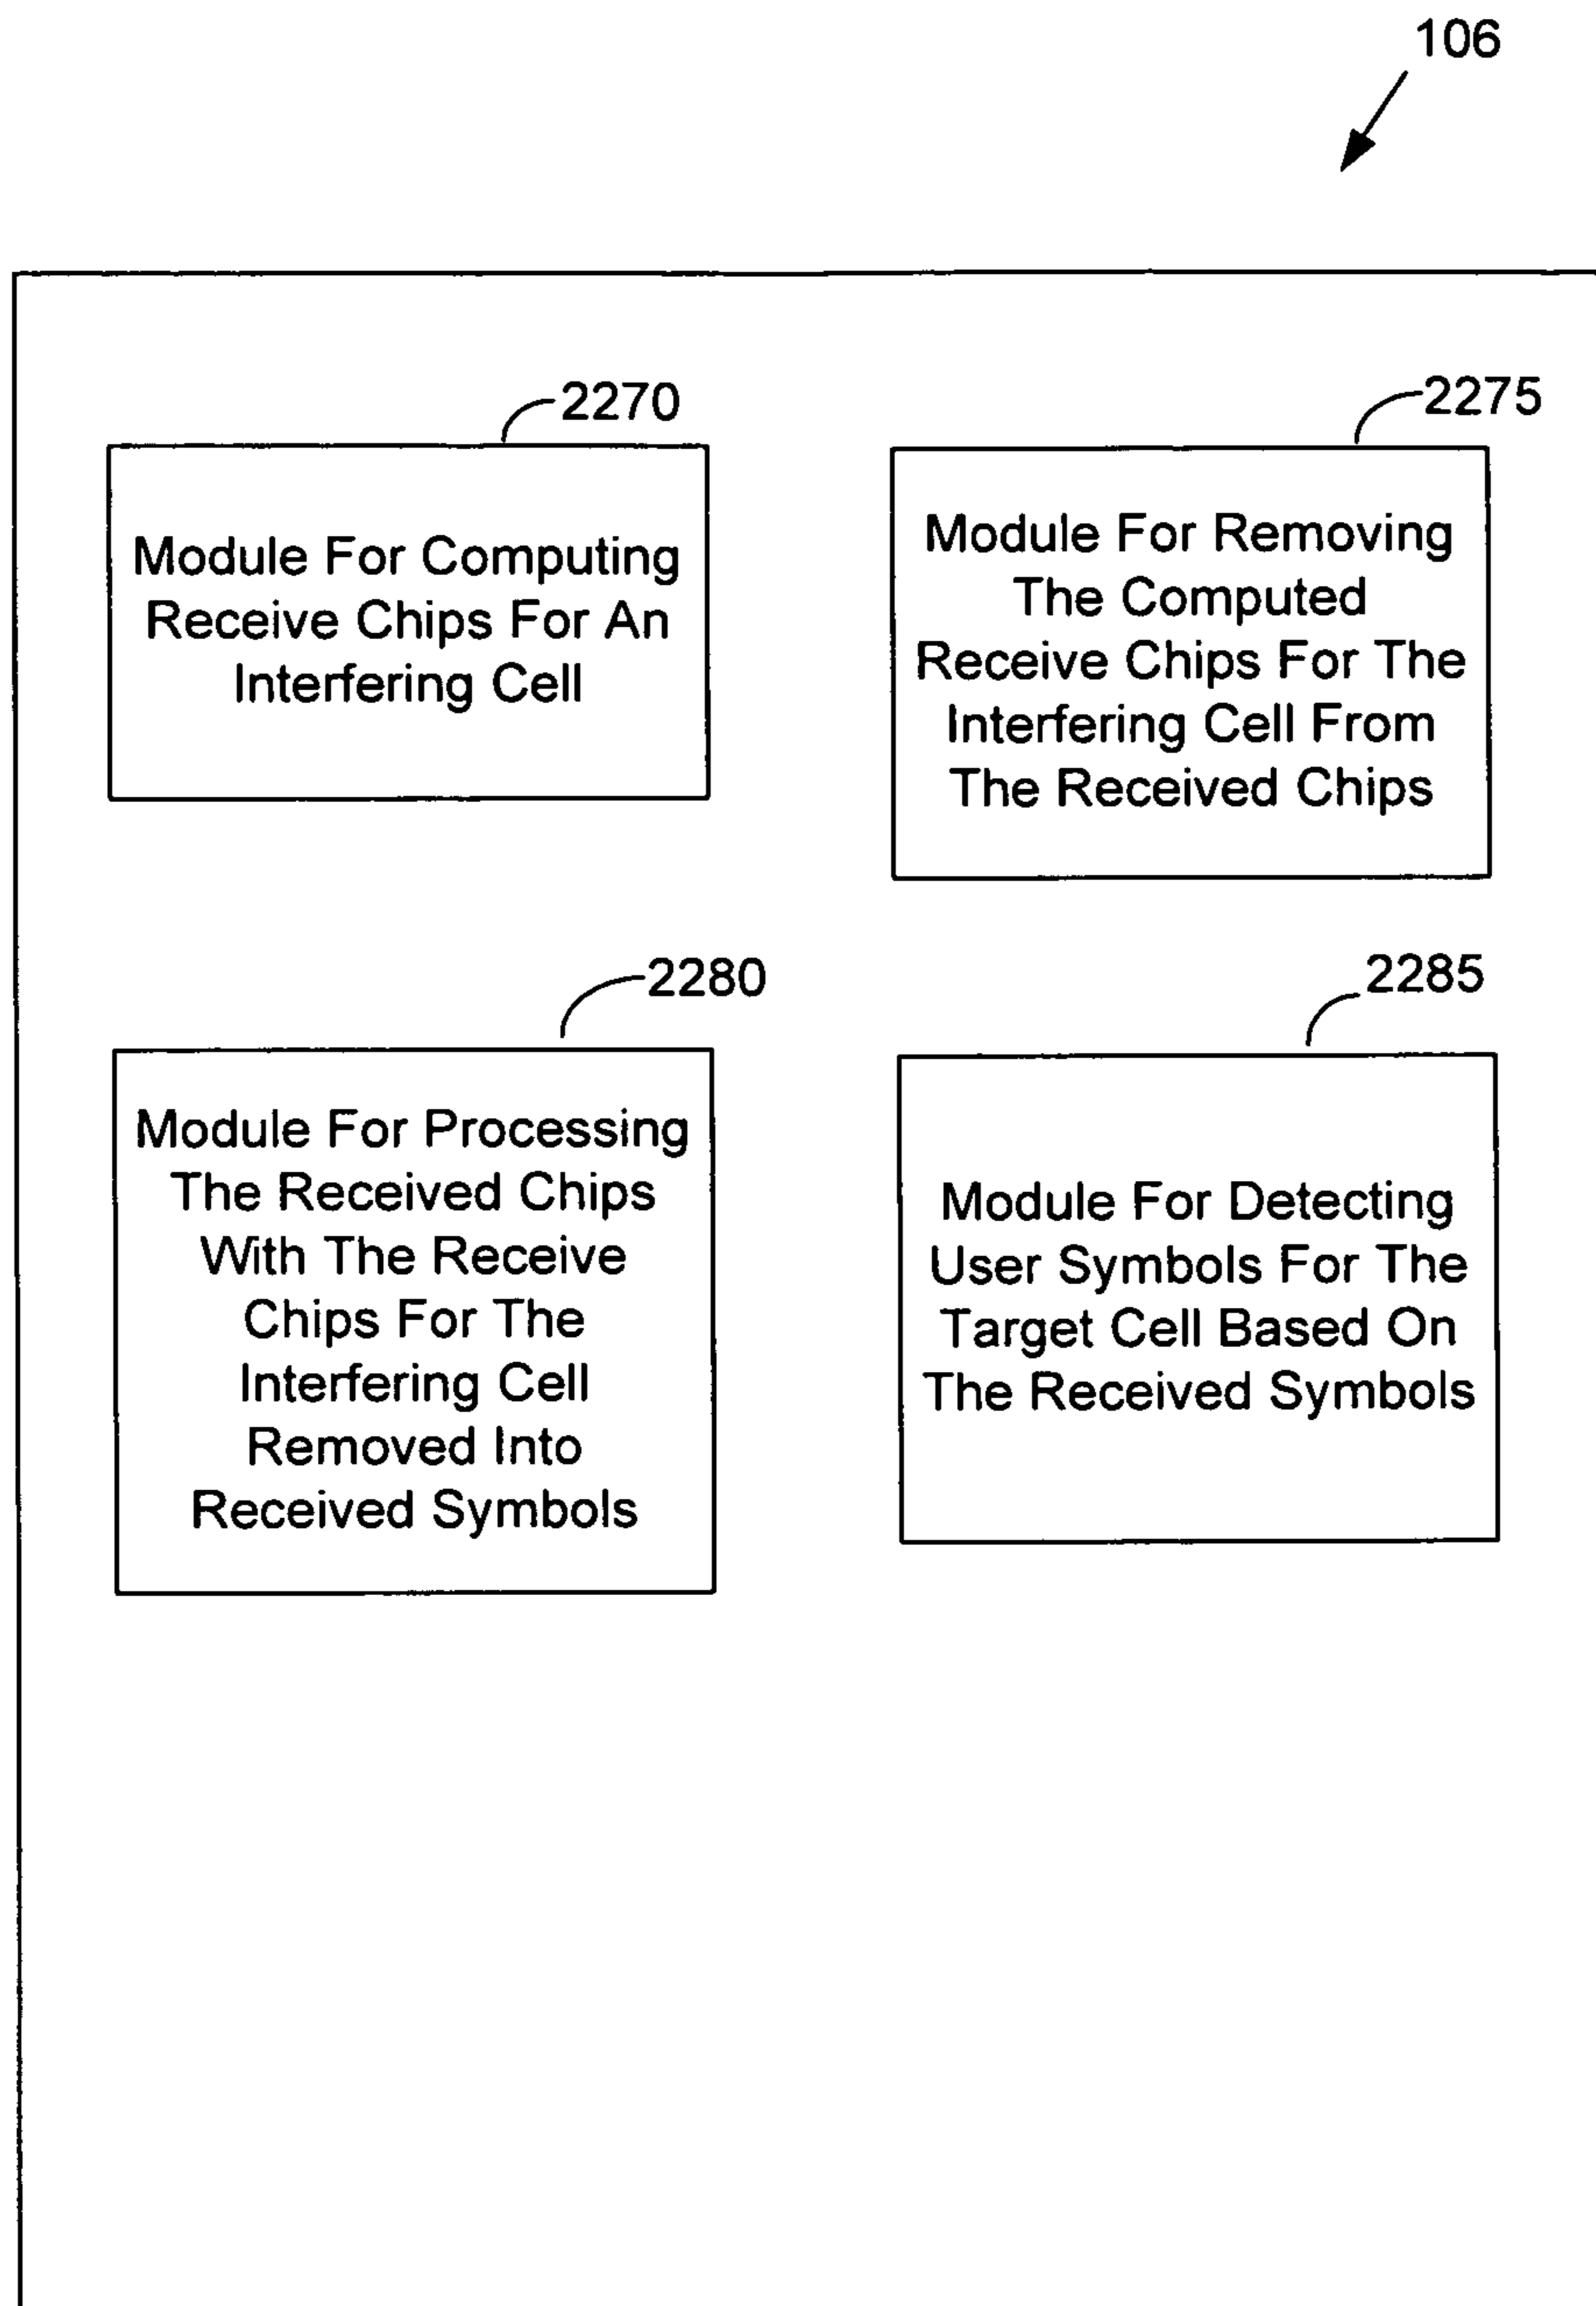 106
2270
Module For Computing
Receive Chips For An
Interfering Cell
2275
Module For Removing
The Computed
Receive Chips For The
Interfering Cell From
The Received Chips
2280
Module For Processing
The Received Chips
With The Receive
Chips For The
Interfering Cell
Removed Into
Received Symbols
2285
Module For Detecting
User Symbols For The
Target Cell Based On
The Received Symbols